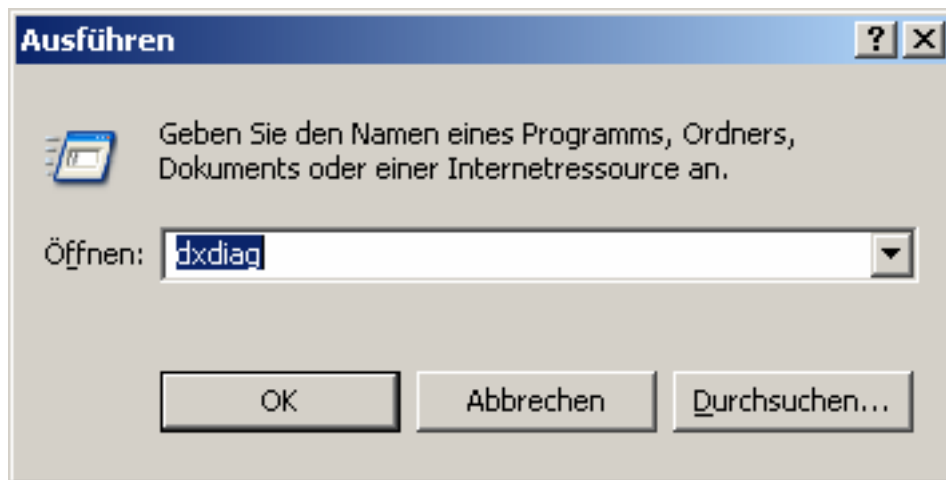 Ausführen
Geben Sie den Namen eines Programms, Ordners,
Dokuments oder einer Internetressource an.
Öffnen: dxdiag
OK Abbrechen Durchsuchen...